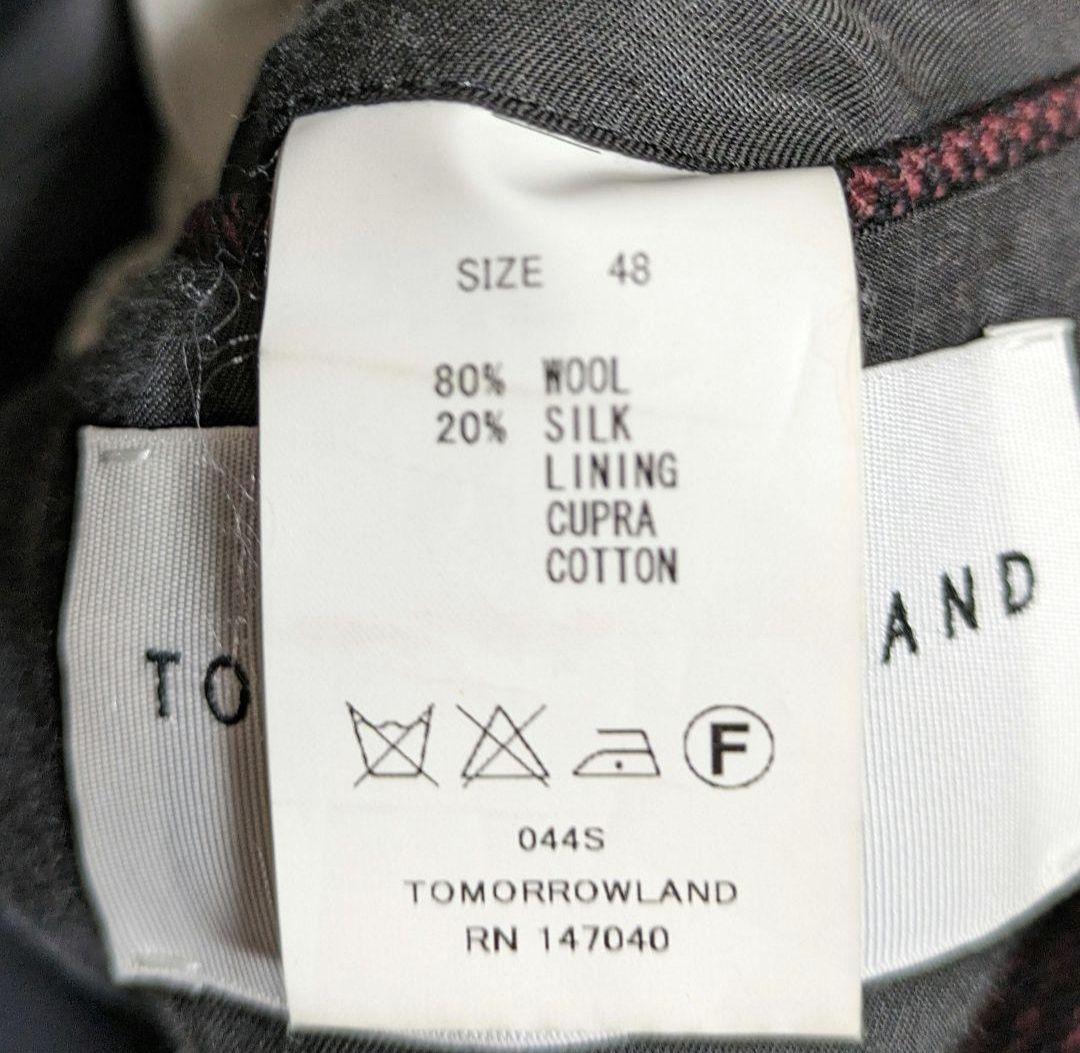 SIZE 48
80% WOOL
20% SILK
LINING
CUPRA
COTTON
TO
AND
F
044S
TOMORROWLAND
RN 147040